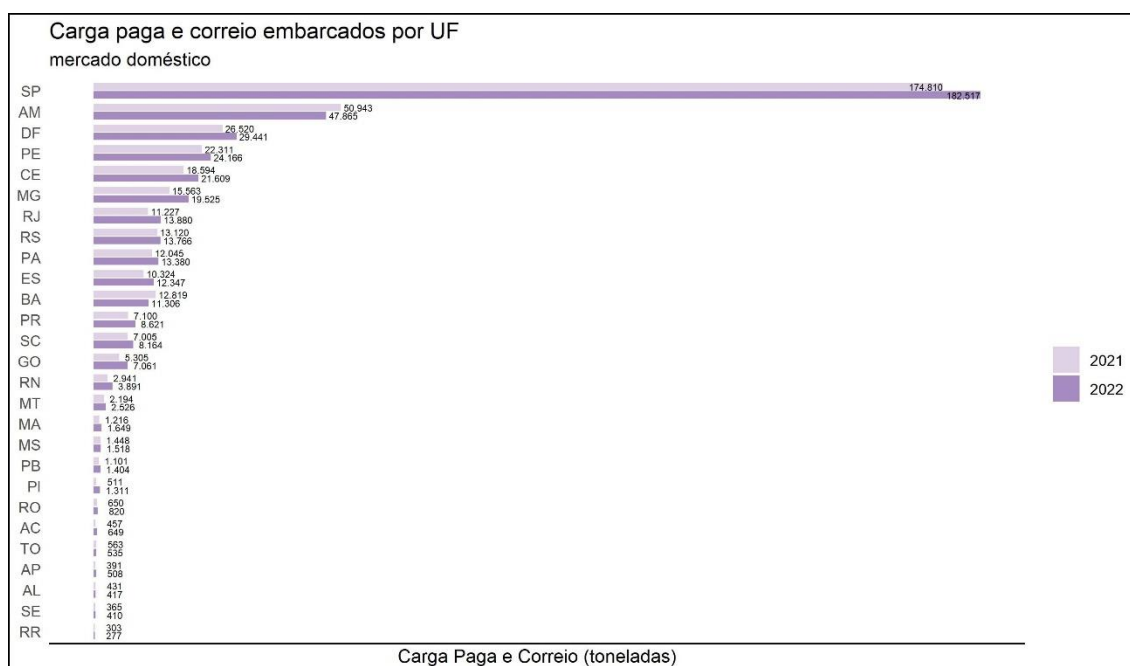 Carga paga e correio embarcados por UF
mercado doméstico
SP
174.810
182.517
AM
50.943
47.865
DF
26.520
29.441
PE
22.311
24.166
CE
18.594
21.609
MG
15.563
19.525
RJ
11.227
13.880
RS
13.120
13.766
PA
12.045
13.380
ES
10.324
12.347
BA
12.819
11.306
PR
7.100
8.621
SC
7.005
8.164
GO
5.305
7.061
RN
2.941
3.891
MT
2.194
2.526
MA
1.216
1.649
MS
1.448
1.518
PB
1.101
1.404
PI
511
1.311
RO
650
820
AC
457
649
TO
563
535
AP
391
508
AL
431
417
SE
365
410
RR
303
277
2021
2022
Carga Paga e Correio (toneladas)